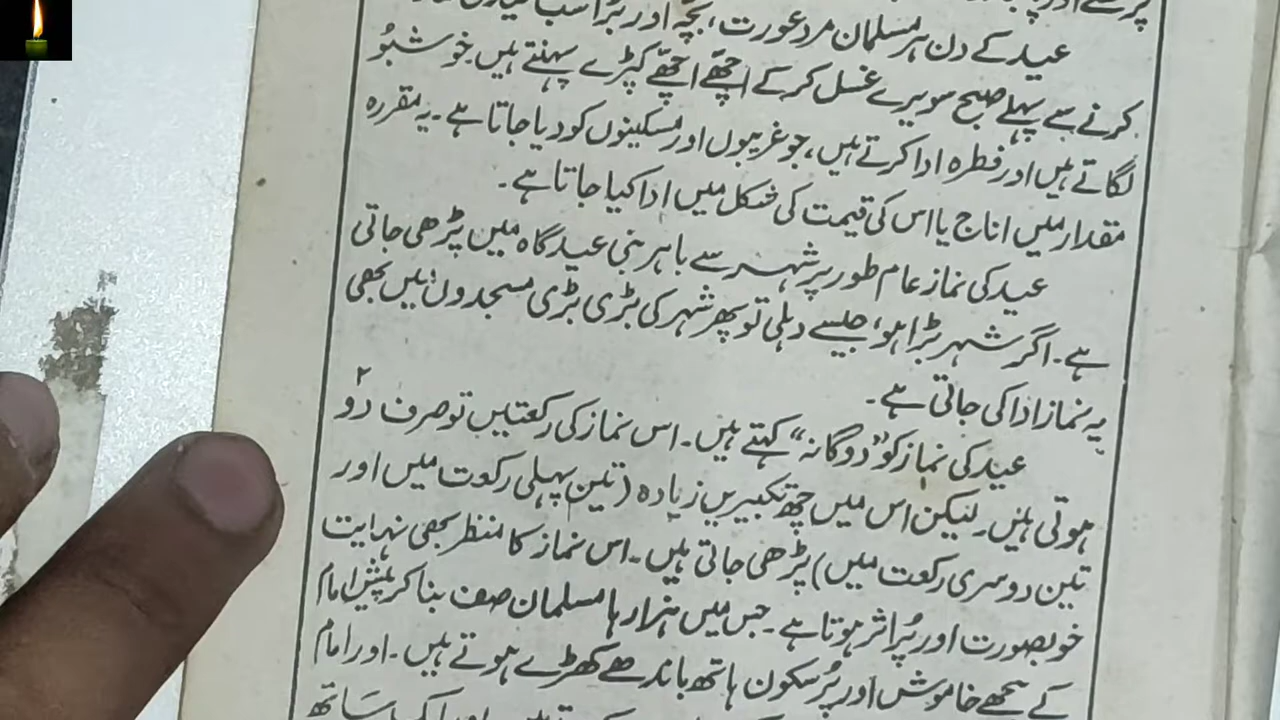 عید کے دن ہر مسلمان مرد عورت، بچہ اور بڑا سب
کرنے سے پہلے صبح سویرے غسل کر کے اچھے اچھے کپڑے پہنتے ہیں خوشبو
لگاتے ہیں اور فطرہ ادا کرتے ہیں، جو غریبوں اور مسکینوں کو دیا جاتا ہے۔ یہ مقررہ
مقدار میں اناج یا اس کی قیمت کی شکل میں ادا کیا جاتا ہے۔
عید کی نماز عام طور پر شہر سے باہر بنی عید گاہ میں پڑھی جاتی
ہے۔ اگر شہر بڑا ہو، جیسے دہلی تو پھر شہر کی بڑی بڑی مسجدوں میں بھی
یہ نماز ادا کی جاتی ہے۔
عید کی نماز کو "دوگانہ" کہتے ہیں۔ اس نماز کی رکعتیں تو صرف دو ۲
ہوتی ہیں۔ لیکن اس میں چھ تکبیریں زیادہ (تین پہلی رکعت میں اور
تین دوسری رکعت میں) پڑھی جاتی ہیں۔ اس نماز کا منظر بھی نہایت
خوبصورت اور پُر اثر ہوتا ہے۔ جس میں ہزارہا مسلمان صف بنا کر پیش امام
کے پیچھے خاموش اور پُر سکون ہاتھ باندھے کھڑے ہوتے ہیں۔ اور امام